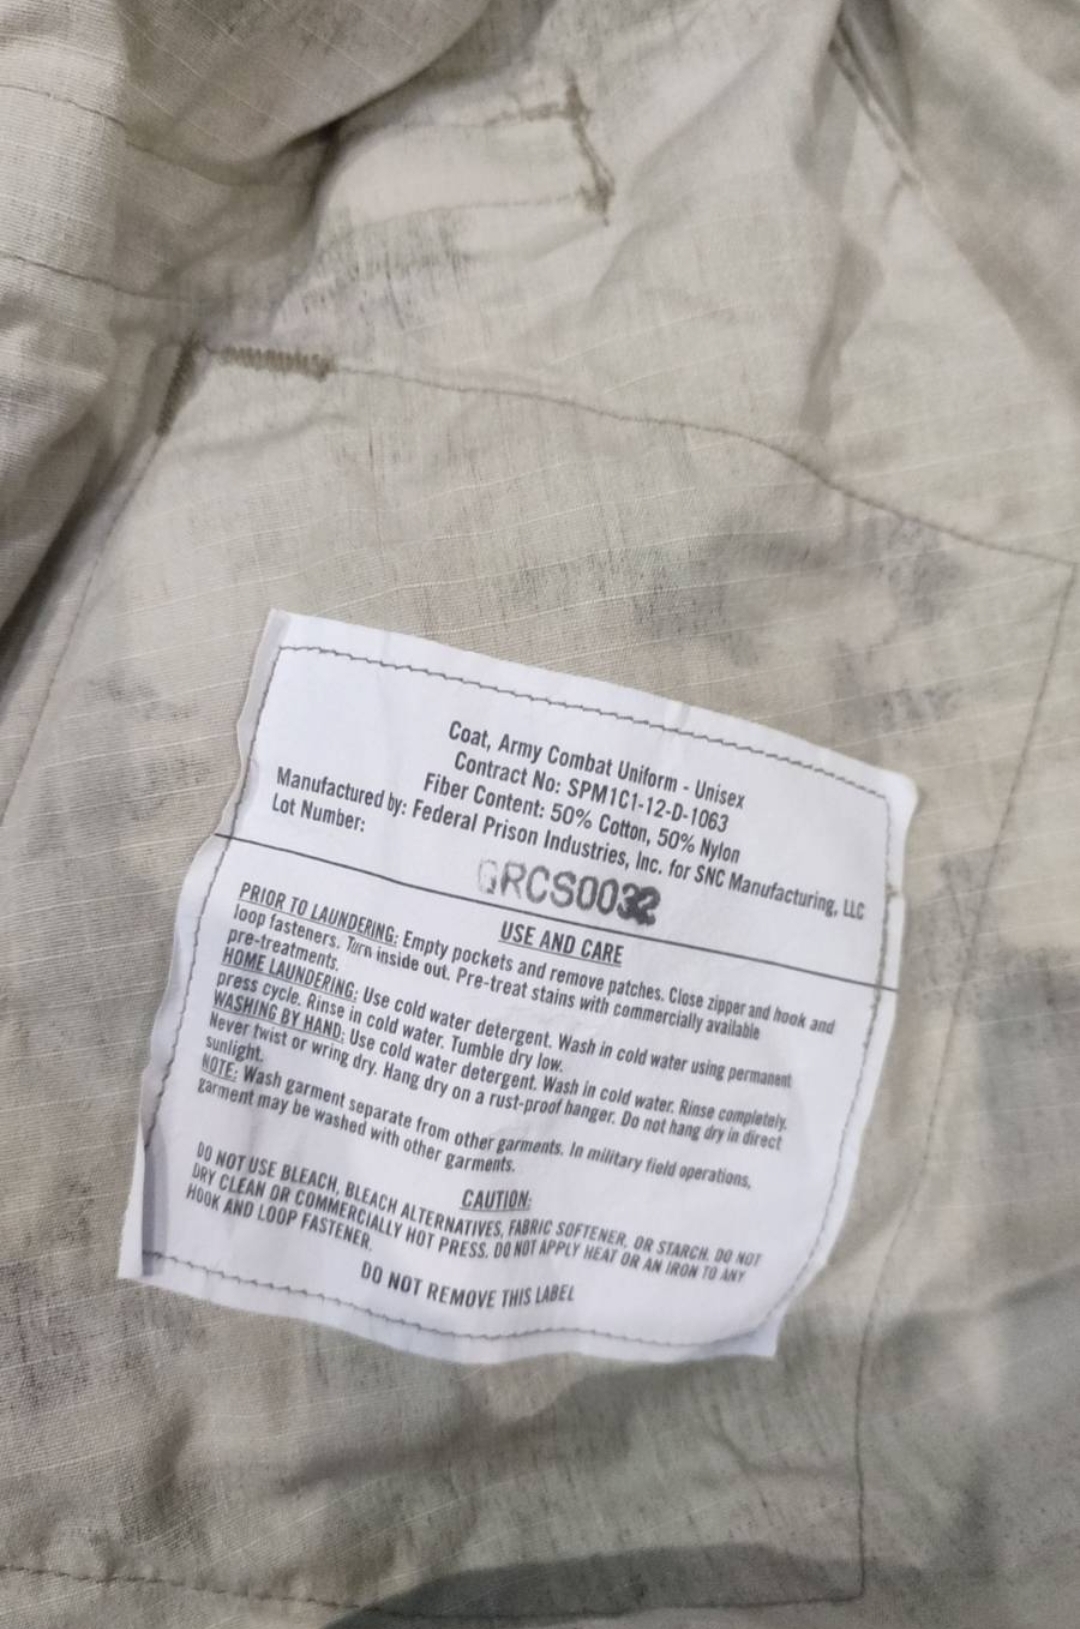 Coat, Army Combat Uniform - Unisex
Contract No: SPM1C1-12-D-1063
Fiber Content: 50% Cotton, 50% Nylon
Manufactured by: Federal Prison Industries, Inc. for SNC Manufacturing, LLC
Lot Number:
GRCS0032
USE AND CARE
PRIOR TO LAUNDERING: Empty pockets and remove patches. Close zipper and hook and
loop fasteners. Turn inside out. Pre-treat stains with commercially available
pre-treatments.
HOME LAUNDERING: Use cold water detergent. Wash in cold water using permanent
press cycle. Rinse in cold water. Tumble dry low.
WASHING BY HAND: Use cold water detergent. Wash in cold water. Rinse completely.
Never twist or wring dry. Hang dry on a rust-proof hanger. Do not hang dry in direct
sunlight.
NOTE: Wash garment separate from other garments. In military field operations,
garment may be washed with other garments.
CAUTION:
DO NOT USE BLEACH, BLEACH ALTERNATIVES, FABRIC SOFTENER, OR STARCH. DO NOT
DRY CLEAN OR COMMERCIALLY HOT PRESS. DO NOT APPLY HEAT OR AN IRON TO ANY
HOOK AND LOOP FASTENER.
DO NOT REMOVE THIS LABEL